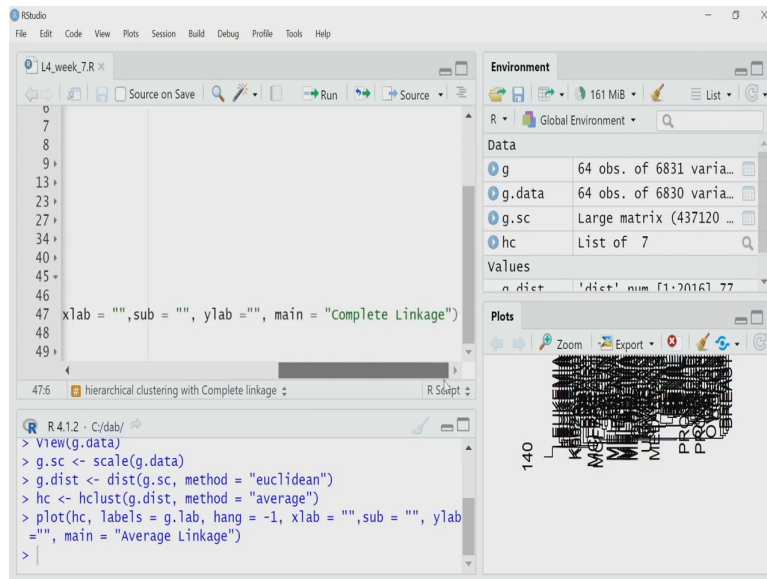 RStudio
File Edit Code View Plots Session Build Debug Profile Tools Help
L4_week_7.R
Source on Save Run Source
6
7
8
9
13
23
27
34
40
45
46
47 xlab = "",sub = "", ylab ="", main = "Complete Linkage")
48
49
47:6 # hierarchical clustering with Complete linkage R Script
R 4.1.2 · C:/dab/
> View(g.data)
> g.sc <- scale(g.data)
> g.dist <- dist(g.sc, method = "euclidean")
> hc <- hclust(g.dist, method = "average")
> plot(hc, labels = g.lab, hang = -1, xlab = "",sub = "", ylab
="", main = "Average Linkage")
>
Environment
161 MiB List
R Global Environment
Data
g 64 obs. of 6831 varia…
g.data 64 obs. of 6830 varia…
g.sc Large matrix (437120 …
hc List of 7
Values
g.dist 'dist' num [1:2016] 77
Plots
Zoom Export
140